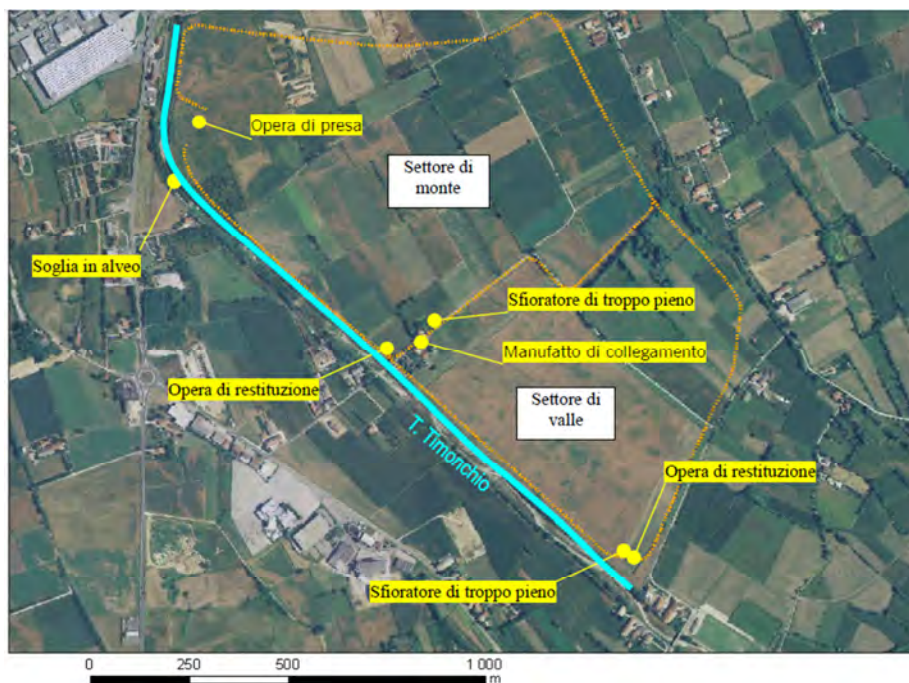 Opera di presa
Settore di
monte
Soglia in alveo
Sfioratore di troppo pieno
Manufatto di collegamento
Opera di restituzione
Settore di
valle
T. Timonchio
Opera di restituzione
Sfioratore di troppo pieno
0 250 500 1 000
m